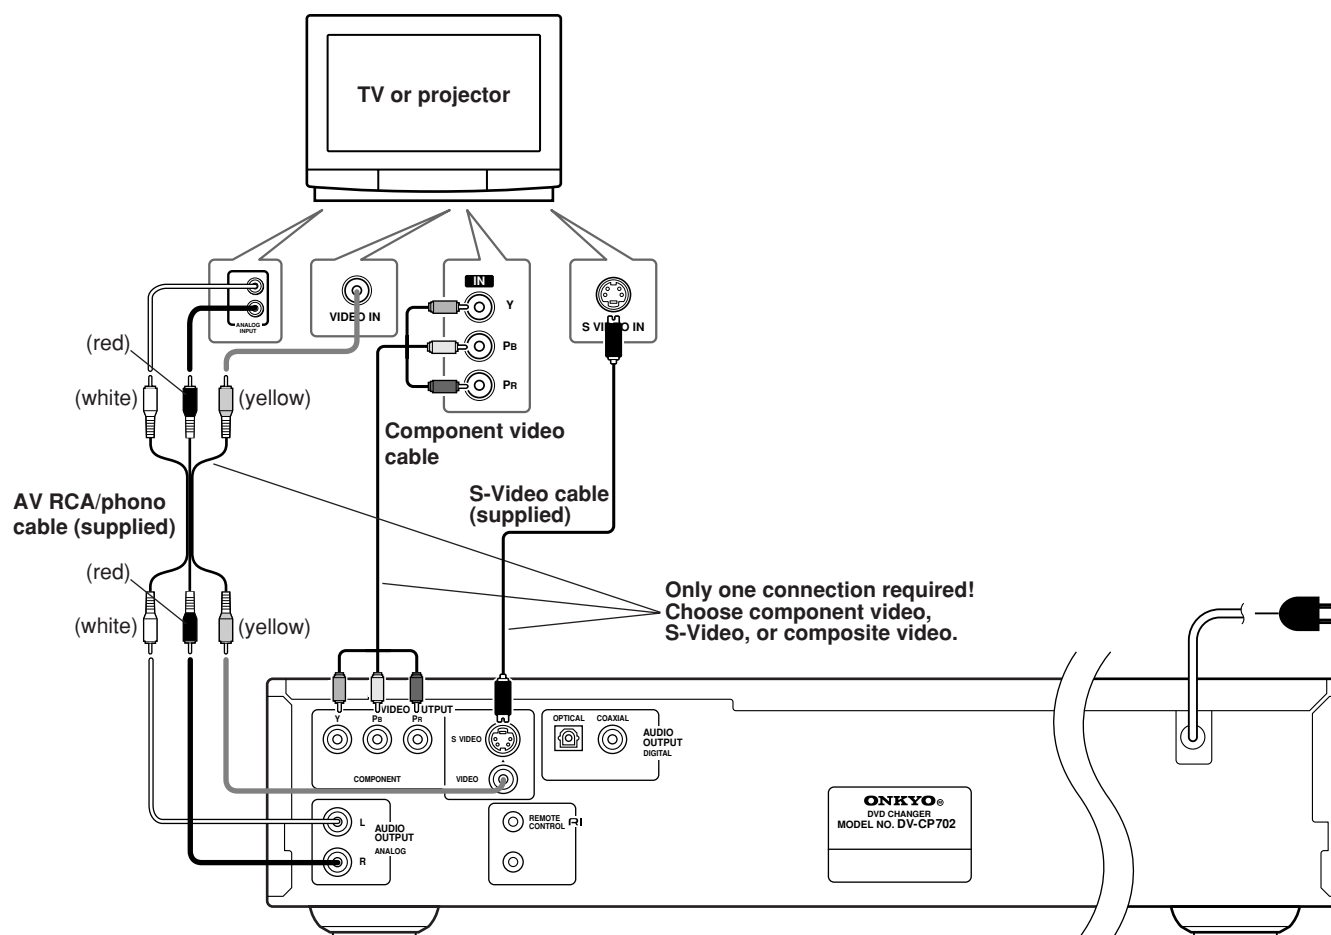 TV or projector
IN
Y
PB
PR
VIDEO IN
S VIDEO IN
ANALOG
INPUT
(red)
(white)
(yellow)
Component video
cable
AV RCA/phono
cable (supplied)
S-Video cable
(supplied)
(red)
(white)
(yellow)
Only one connection required!
Choose component video,
S-Video, or composite video.
VIDEO OUTPUT
Y
PB
PR
S VIDEO
VIDEO
COMPONENT
OPTICAL
COAXIAL
AUDIO
OUTPUT
DIGITAL
L
R
AUDIO
OUTPUT
ANALOG
REMOTE
CONTROL
RI
ONKYO®
DVD CHANGER
MODEL NO. DV-CP702